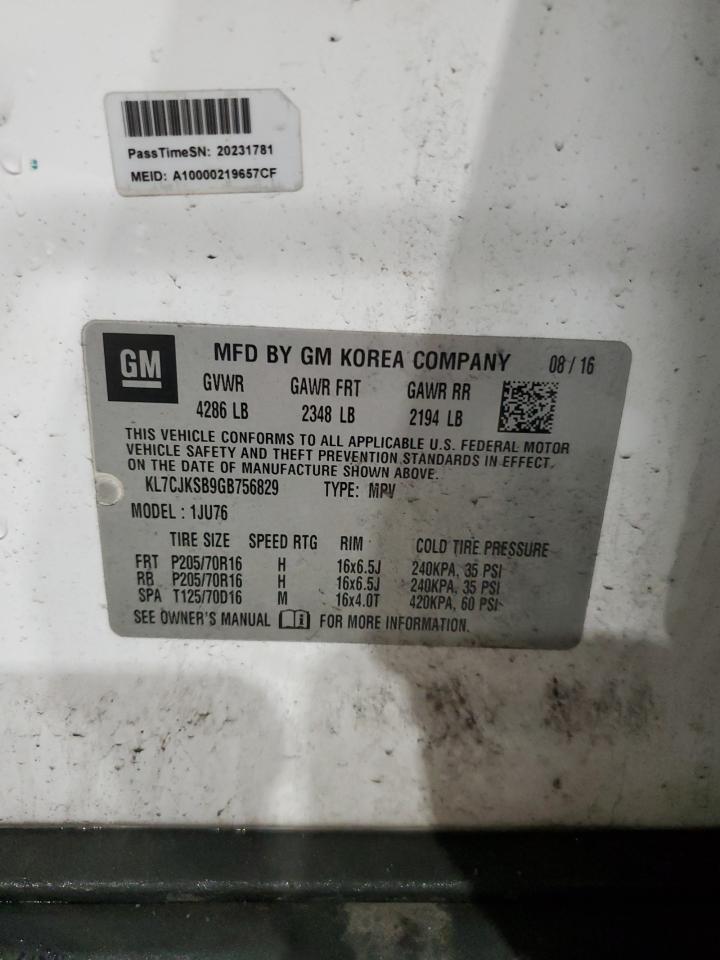 PassTimeSN: 20231781
MEID: A10000219657CF
GM MFD BY GM KOREA COMPANY 08/16
GVWR GAWR FRT GAWR RR
4286 LB 2348 LB 2194 LB
THIS VEHICLE CONFORMS TO ALL APPLICABLE U.S. FEDERAL MOTOR
VEHICLE SAFETY AND THEFT PREVENTION STANDARDS IN EFFECT
ON THE DATE OF MANUFACTURE SHOWN ABOVE.
KL7CJKSB9GB756829 TYPE: MPV
MODEL : 1JU76
TIRE SIZE SPEED RTG RIM COLD TIRE PRESSURE
FRT P205/70R16 H 16x6.5J 240KPA, 35 PSI
RB P205/70R16 H 16x6.5J 240KPA, 35 PSI
SPA T125/70D16 M 16x4.0T 420KPA, 60 PSI
SEE OWNER'S MANUAL FOR MORE INFORMATION.